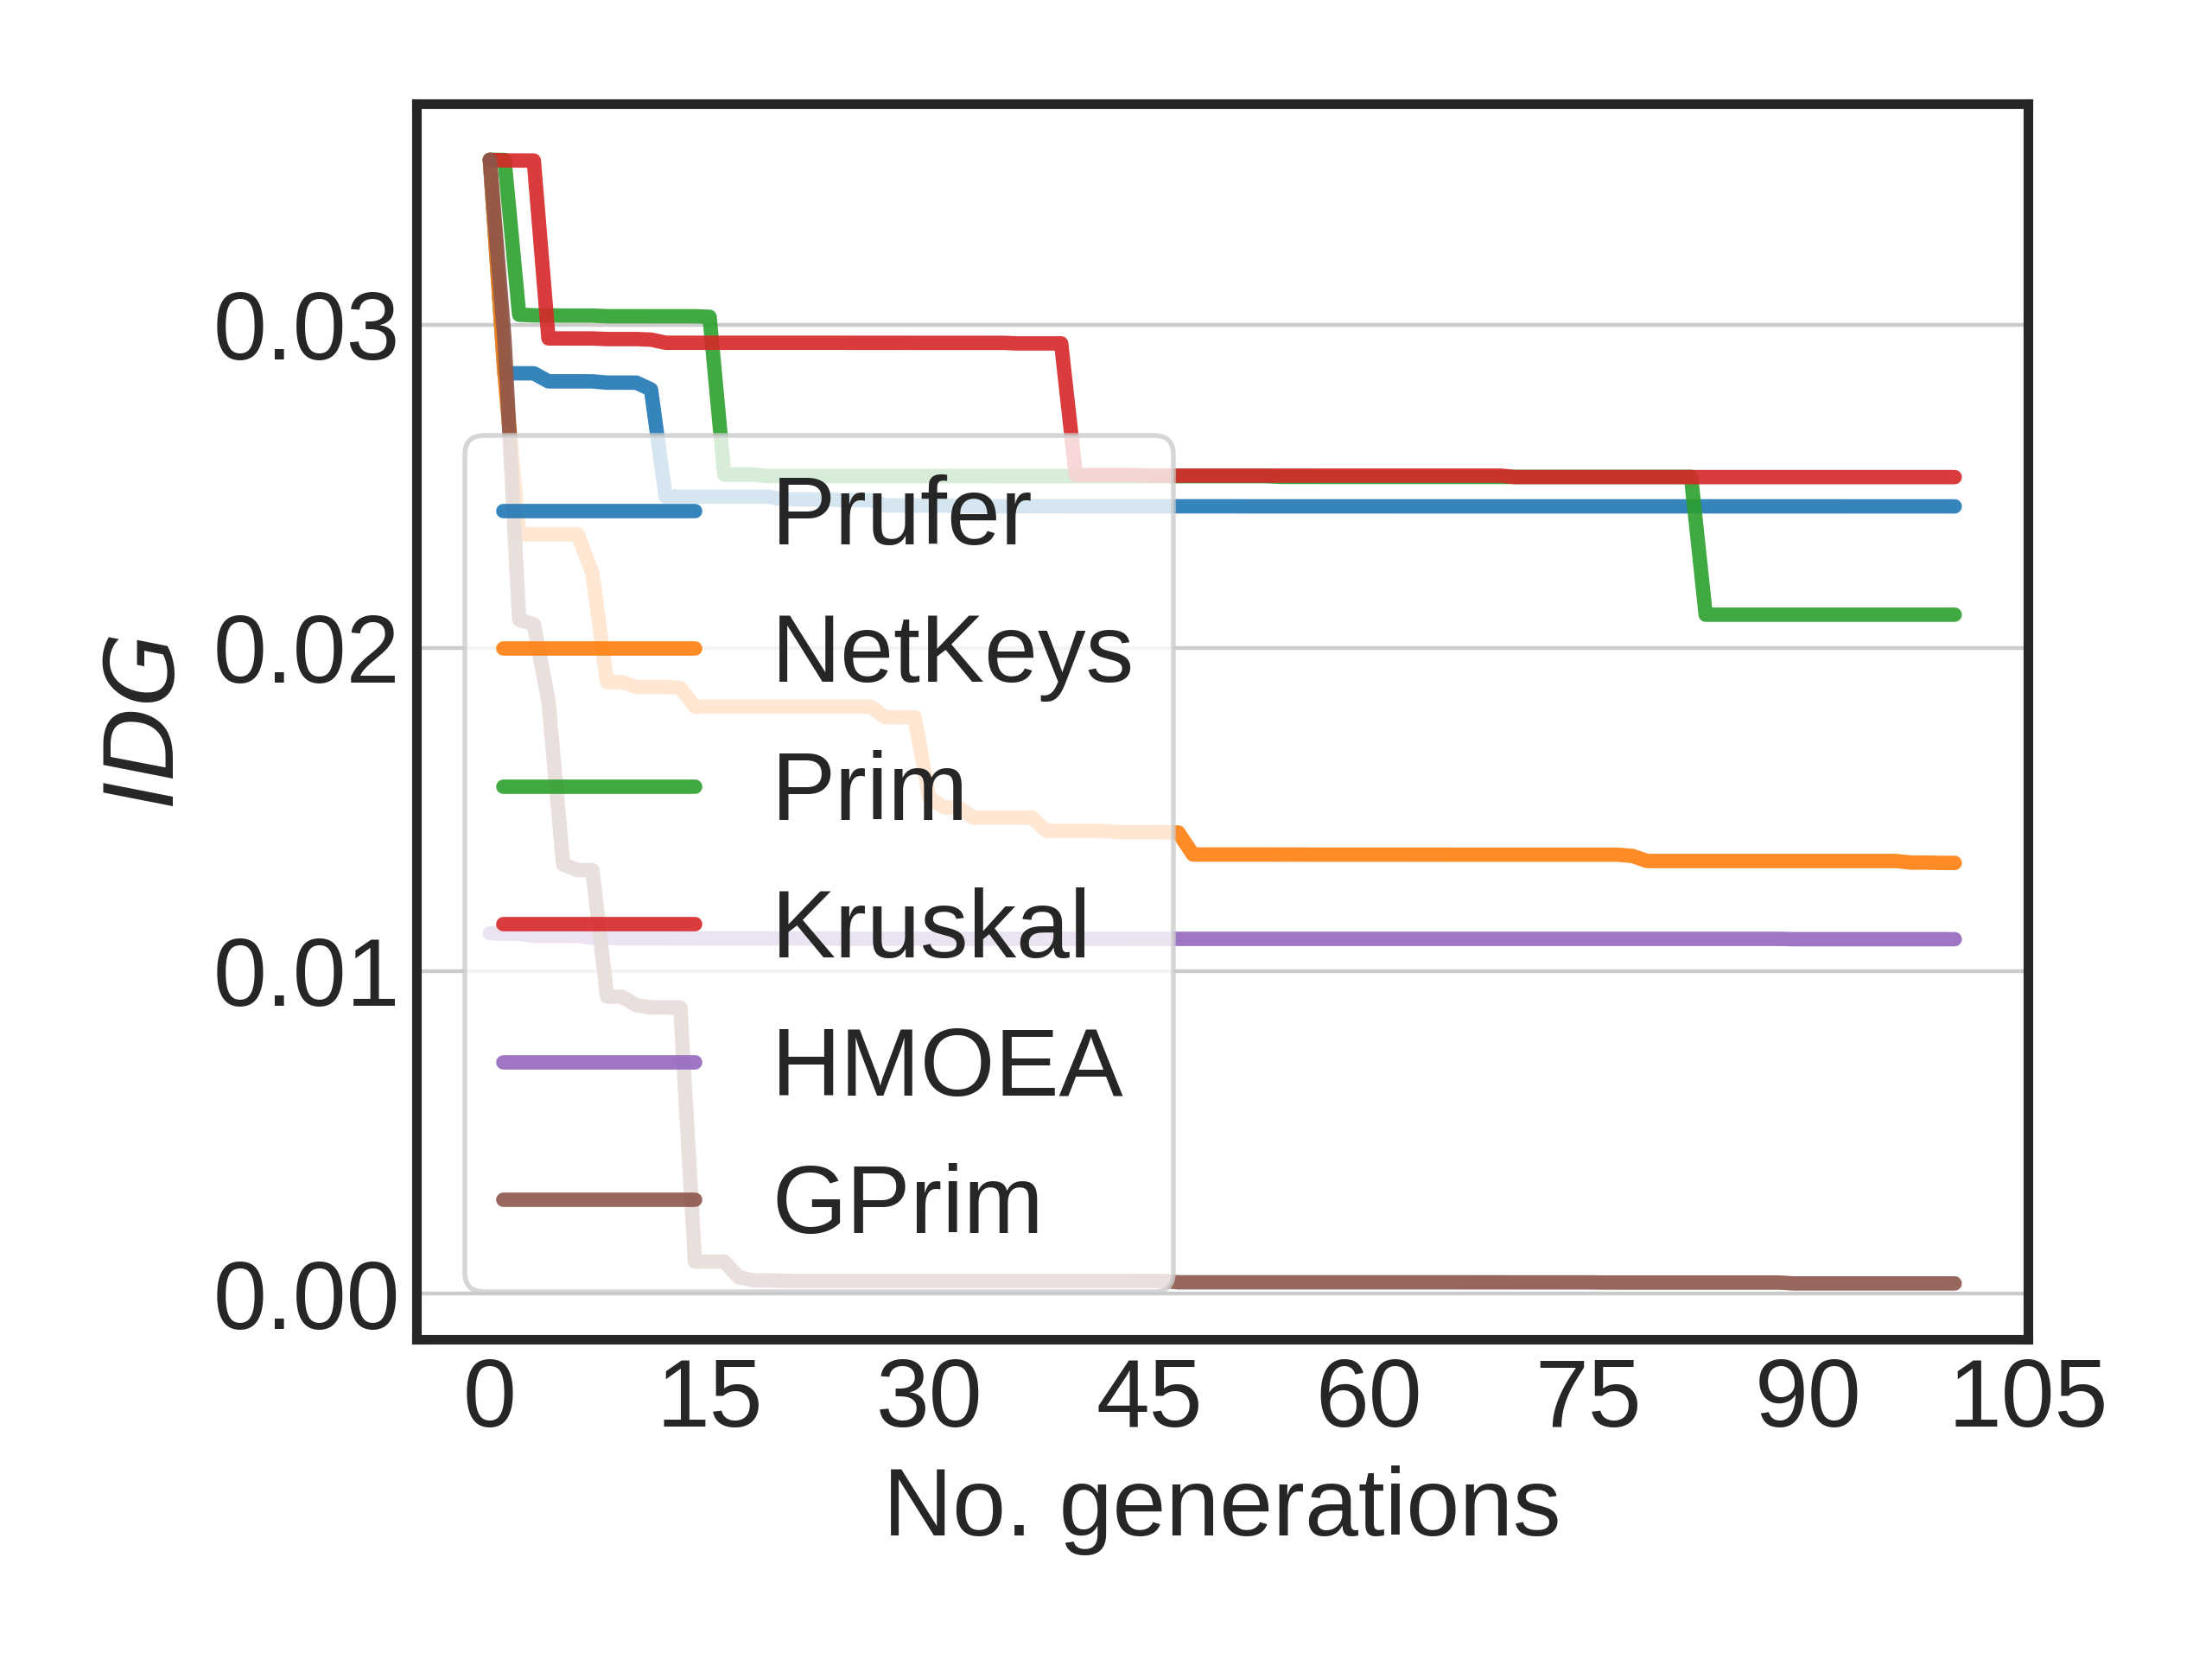 IDG
0.03
0.02
0.01
0.00
Prufer
NetKeys
Prim
Kruskal
HMOEA
GPrim
0 15 30 45 60 75 90 105
No. generations